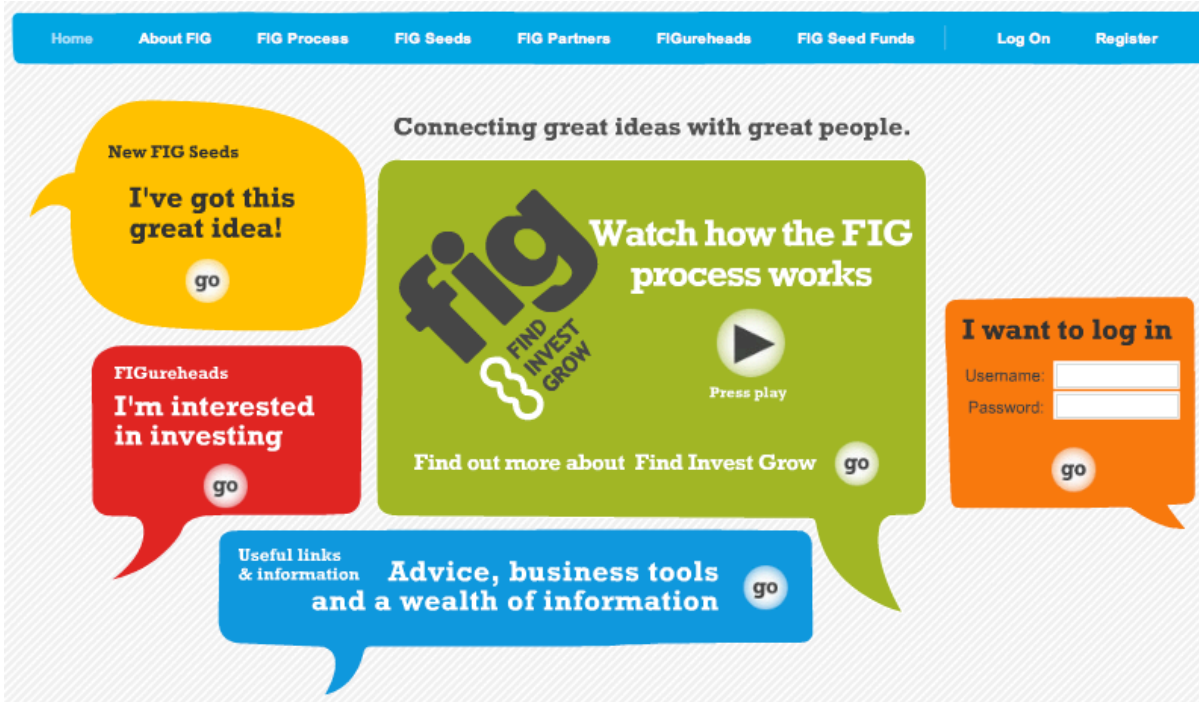 Home About FIG FIG Process FIG Seeds FIG Partners FIGureheads FIG Seed Funds Log On Register
Connecting great ideas with great people.
New FIG Seeds
I've got this
great idea!
go
fig
FIND
INVEST
GROW
Watch how the FIG
process works
Press play
Find out more about Find Invest Grow go
FIGureheads
I'm interested
in investing
go
I want to log in
Username:
Password:
go
Useful links
& information
Advice, business tools
and a wealth of information
go